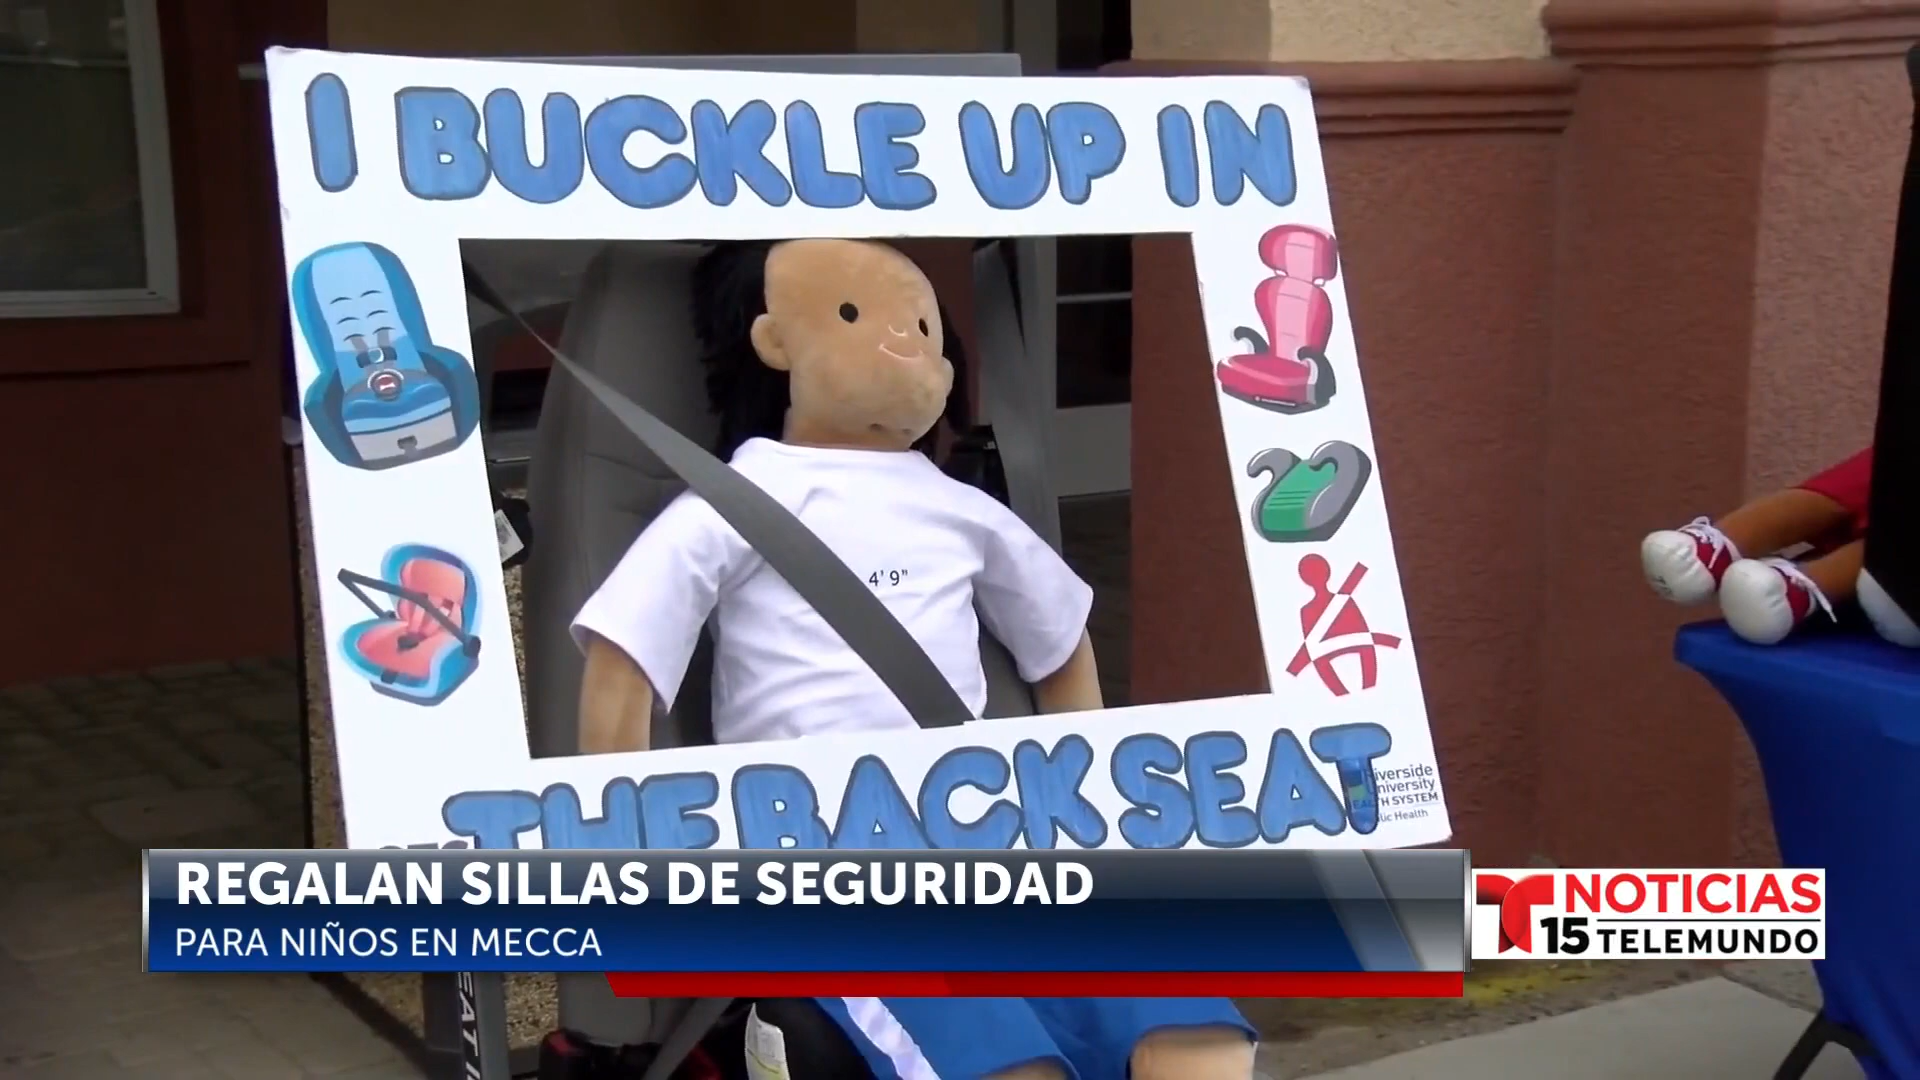 I BUCKLE UP IN
4' 9"
THE BACK SEAT
Riverside
University
HEALTH SYSTEM
Public Health
REGALAN SILLAS DE SEGURIDAD
PARA NIÑOS EN MECCA
NOTICIAS
15 TELEMUNDO